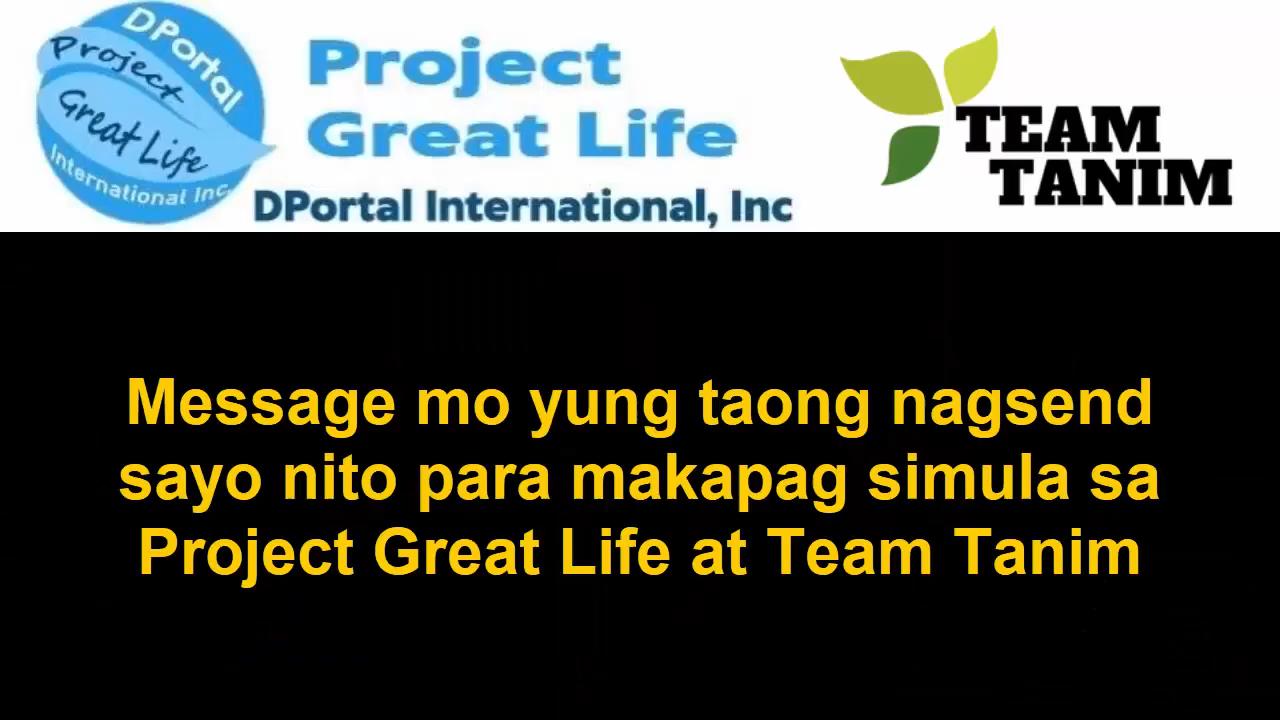 DPortal
Project
Great Life
International Inc.
Project
Great Life
DPortal International, Inc
TEAM
TANIM
Message mo yung taong nagsend
sayo nito para makapag simula sa
Project Great Life at Team Tanim